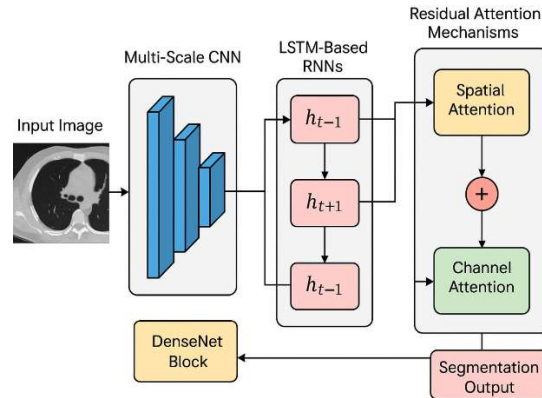 Input Image
Multi-Scale CNN
LSTM-Based
RNNs
h_{t−1}
h_{t+1}
h_{t−1}
Residual Attention
Mechanisms
Spatial
Attention
+
Channel
Attention
DenseNet
Block
Segmentation
Output